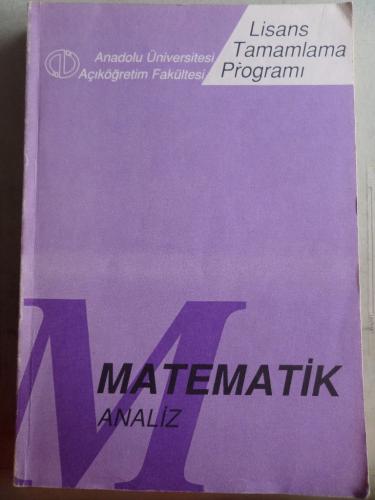 Anadolu Üniversitesi
Açıköğretim Fakültesi
Lisans
Tamamlama
Programı
M
MATEMATİK
ANALİZ